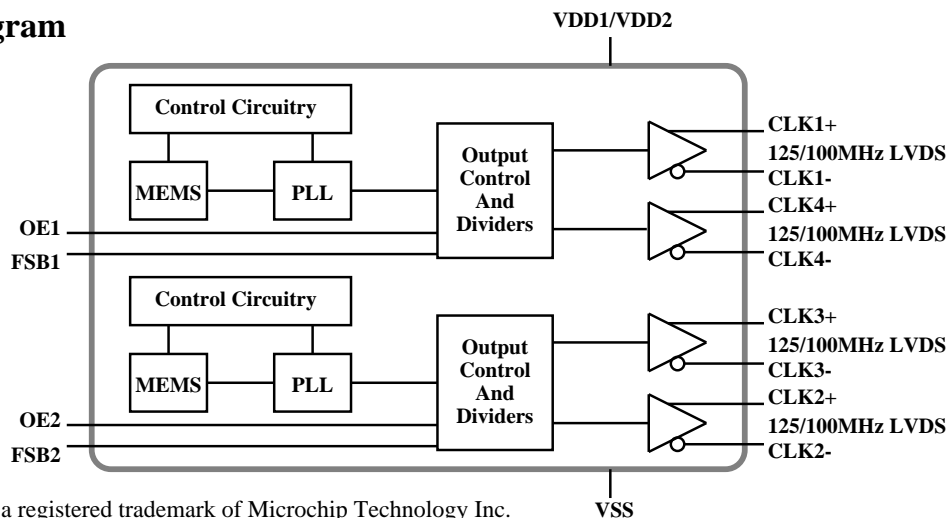 gram
VDD1/VDD2
Control Circuitry
MEMS
PLL
Output
Control
And
Dividers
CLK1+
125/100MHz LVDS
CLK1-
CLK4+
125/100MHz LVDS
CLK4-
OE1
FSB1
Control Circuitry
MEMS
PLL
Output
Control
And
Dividers
CLK3+
125/100MHz LVDS
CLK3-
CLK2+
125/100MHz LVDS
CLK2-
OE2
FSB2
a registered trademark of Microchip Technology Inc.
VSS